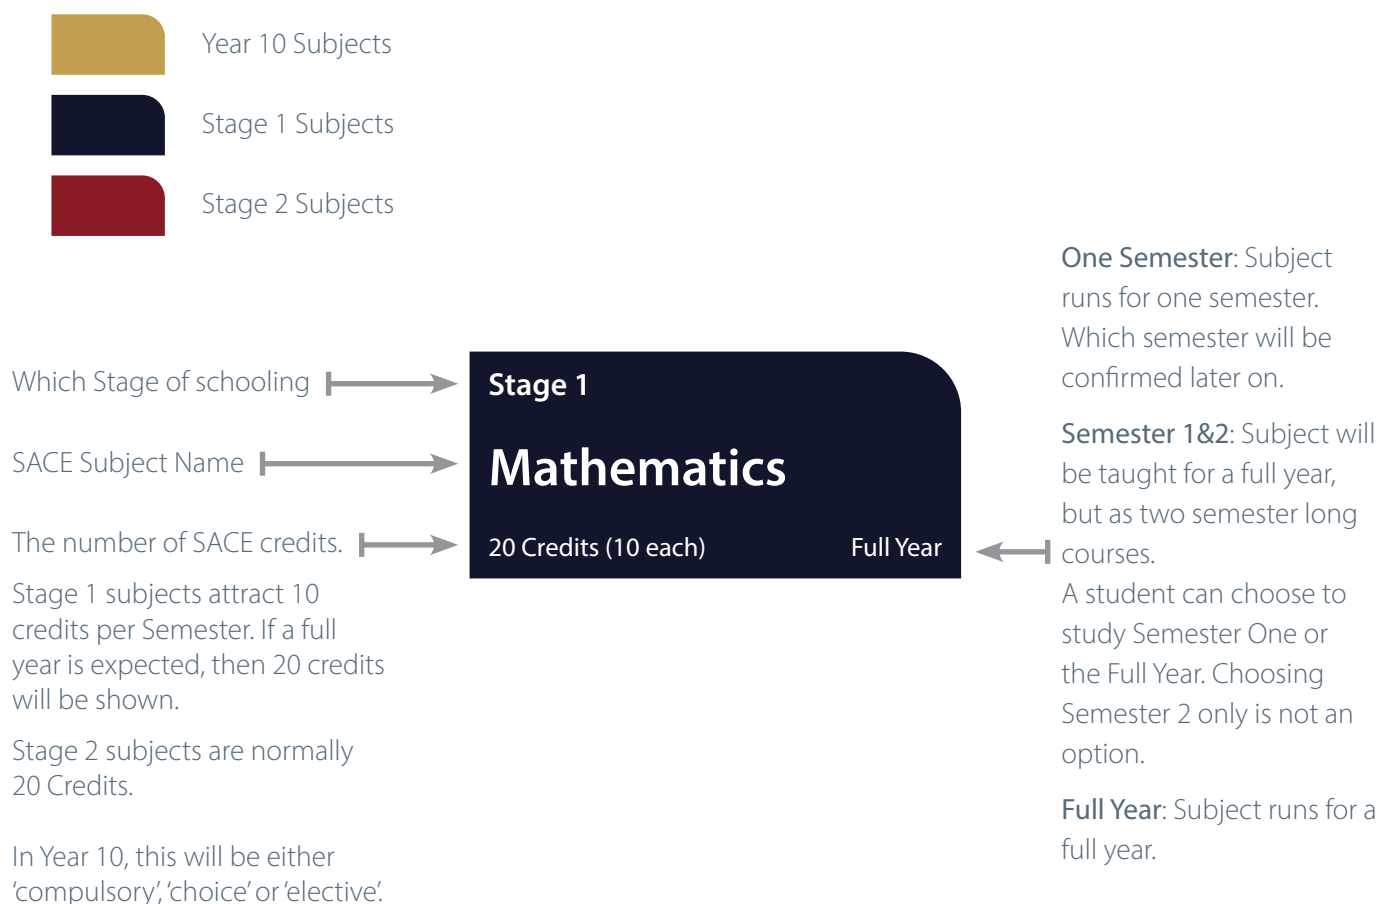 Year 10 Subjects
Stage 1 Subjects
Stage 2 Subjects
Which Stage of schooling
SACE Subject Name
The number of SACE credits.
Stage 1 subjects attract 10
credits per Semester. If a full
year is expected, then 20 credits
will be shown.
Stage 2 subjects are normally
20 Credits.
In Year 10, this will be either
‘compulsory’, ‘choice’ or ‘elective’.
Stage 1
Mathematics
20 Credits (10 each)
Full Year
One Semester: Subject
runs for one semester.
Which semester will be
confirmed later on.
Semester 1&2: Subject will
be taught for a full year,
but as two semester long
courses.
A student can choose to
study Semester One or
the Full Year. Choosing
Semester 2 only is not an
option.
Full Year: Subject runs for a
full year.